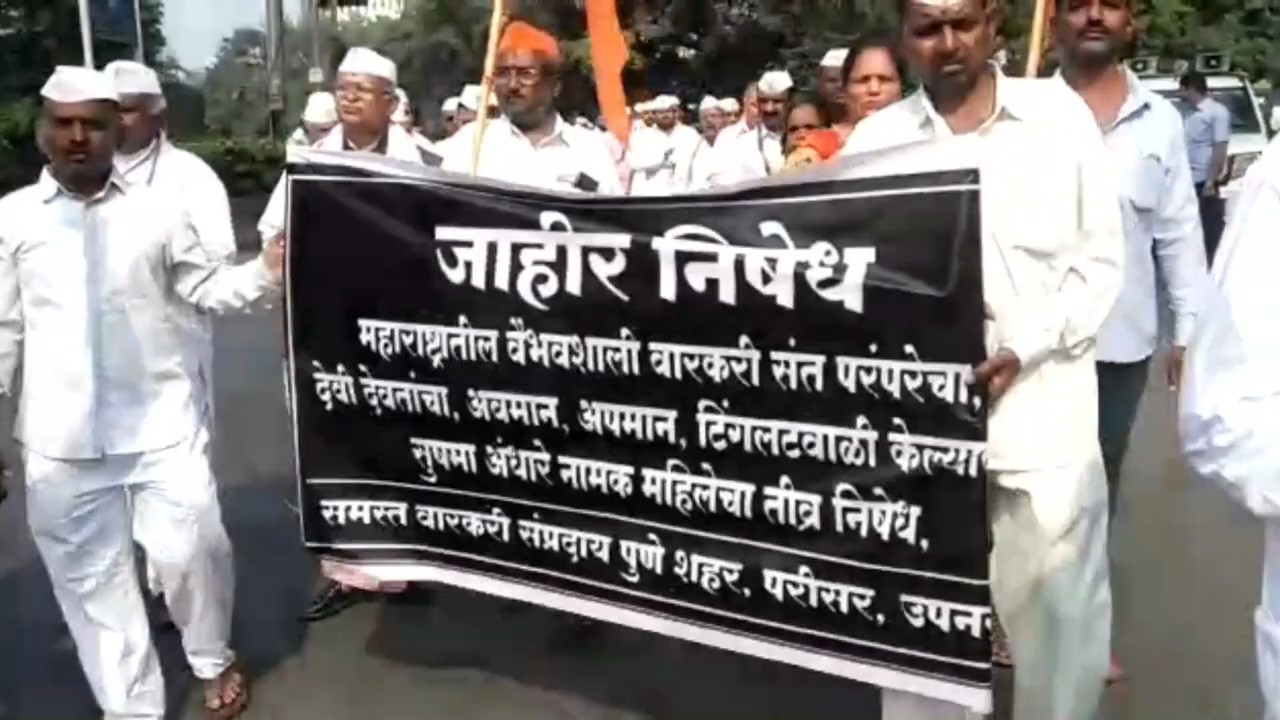 जाहीर निषेध
महाराष्ट्रातील वैभवशाली वारकरी संत परंपरेचा,
देवी देवतांचा, अवमान, अपमान, टिंगलटवाळी केल्या
सुषमा अंधारे नामक महिलेचा तीव्र निषेध,
समस्त वारकरी संप्रदाय पुणे शहर, परीसर, उपन